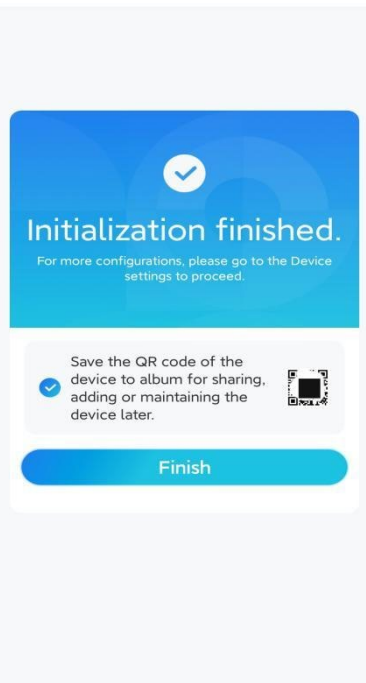 Initialization finished.
For more configurations, please go to the Device
settings to proceed.
Save the QR code of the
device to album for sharing,
adding or maintaining the
device later.
Finish